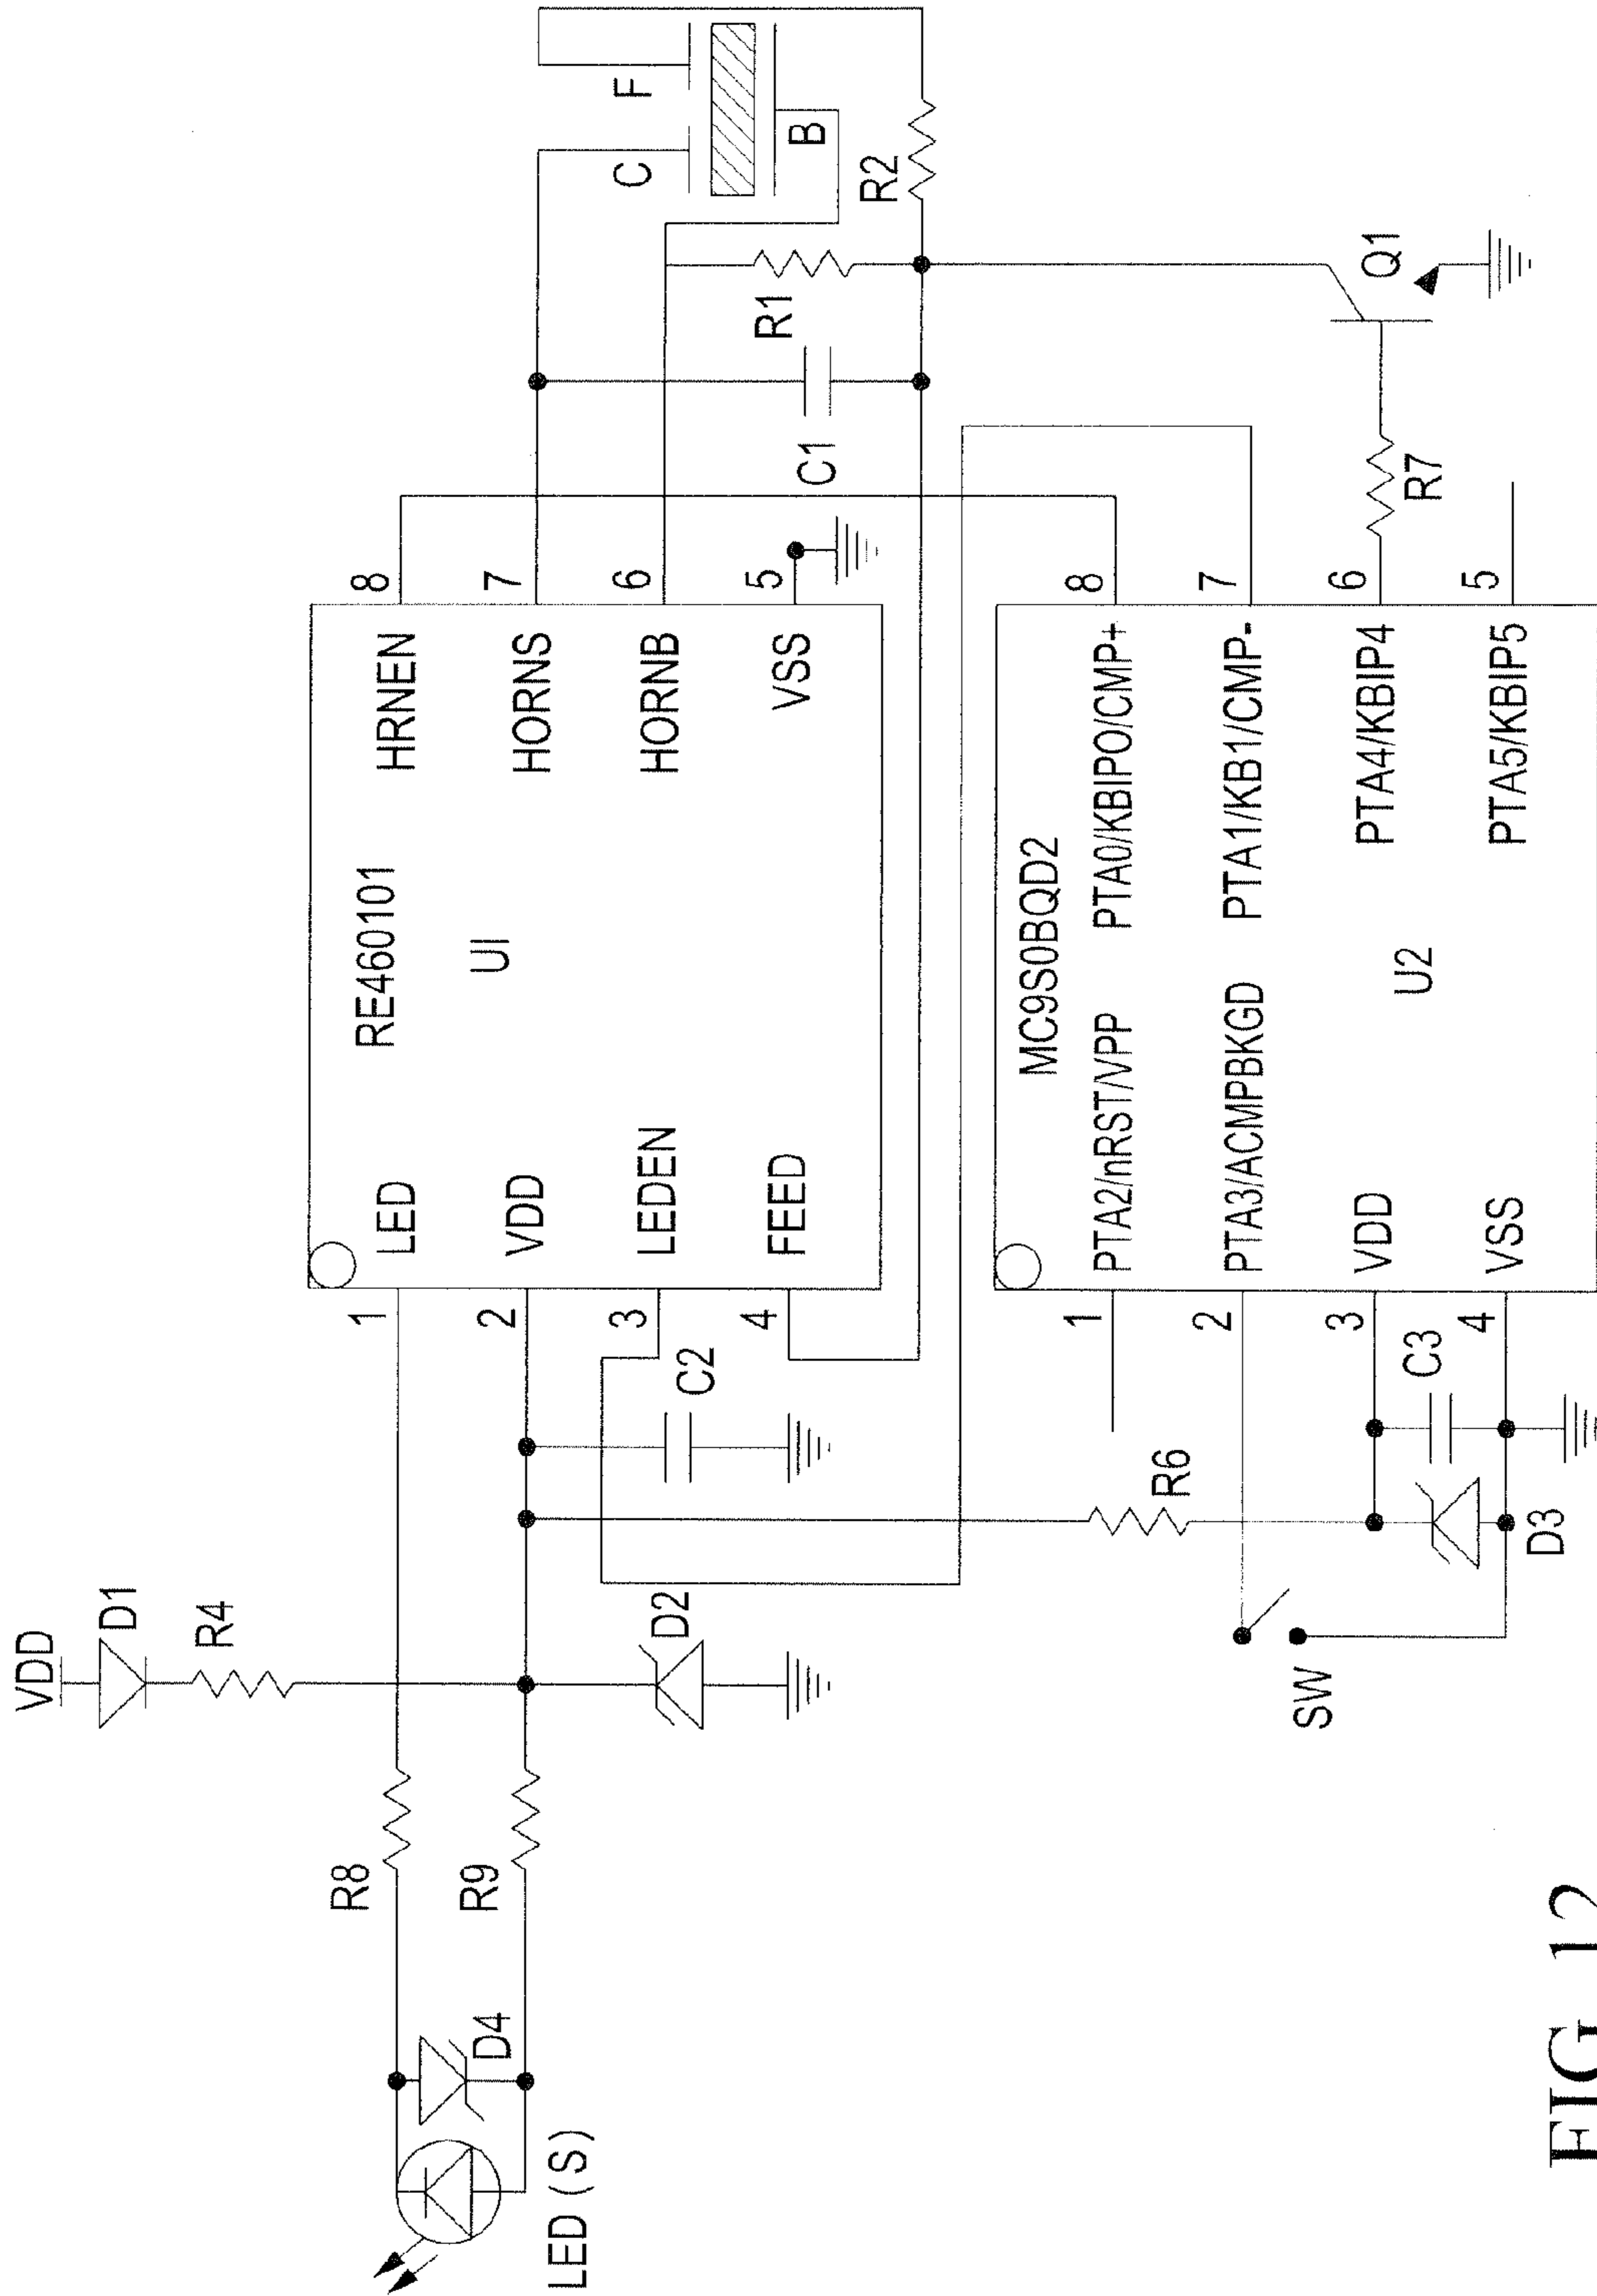 VDD
D1
R4
R8
R9
D4
LED (S)
D2
C2
RE460101
UI
LED
VDD
LEDEN
FEED
HRNEN
HORNS
HORNB
VSS
1
2
3
4
8
7
6
5
C
F
B
R1
R2
C1
Q1
R7
R6
MC9S0BQD2
U2
PTA2/nRST/VPP
PTA3/ACMPBKGD
VDD
VSS
PTA0/KBIPO/CMP+
PTA1/KB1/CMP-
PTA4/KBIP4
PTA5/KBIP5
1
2
3
4
8
7
6
5
C3
D3
SW
FIG. 12